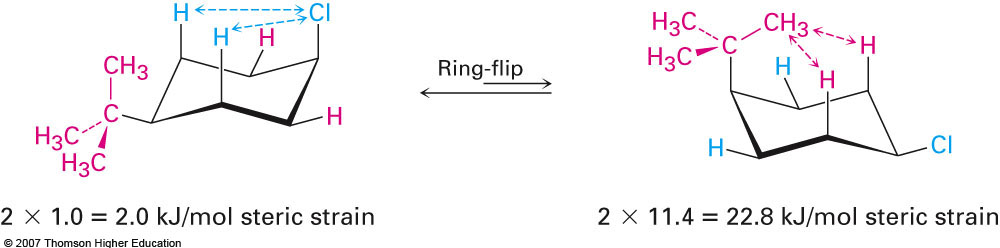 H Cl
H H
CH3
C
H3C
H3C
H
Ring-flip
H3C
CH3
C
H3C
H
H
H
H
Cl
2 × 1.0 = 2.0 kJ/mol steric strain
2 × 11.4 = 22.8 kJ/mol steric strain
© 2007 Thomson Higher Education